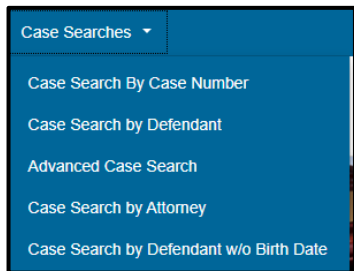 Case Searches
Case Search By Case Number
Case Search by Defendant
Advanced Case Search
Case Search by Attorney
Case Search by Defendant w/o Birth Date